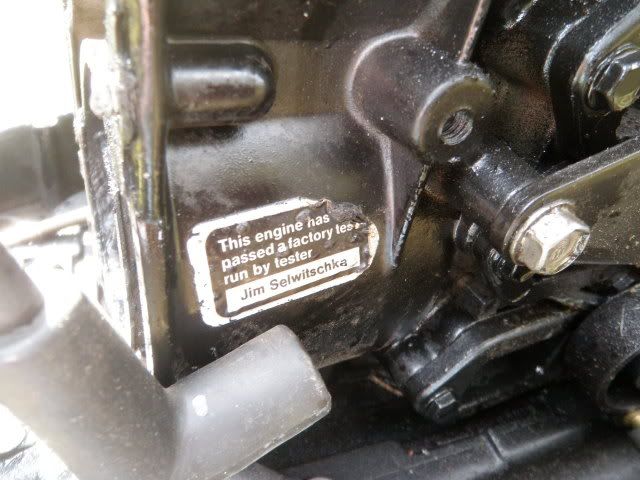 This engine has
passed a factory test
run by tester
Jim Selwitschka